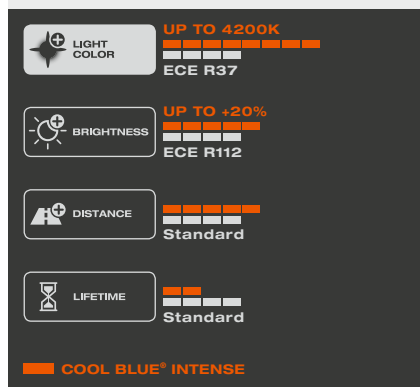 UP TO 4200K
LIGHT
COLOR
ECE R37
UP TO +20%
BRIGHTNESS
ECE R112
DISTANCE
Standard
LIFETIME
Standard
COOL BLUE® INTENSE